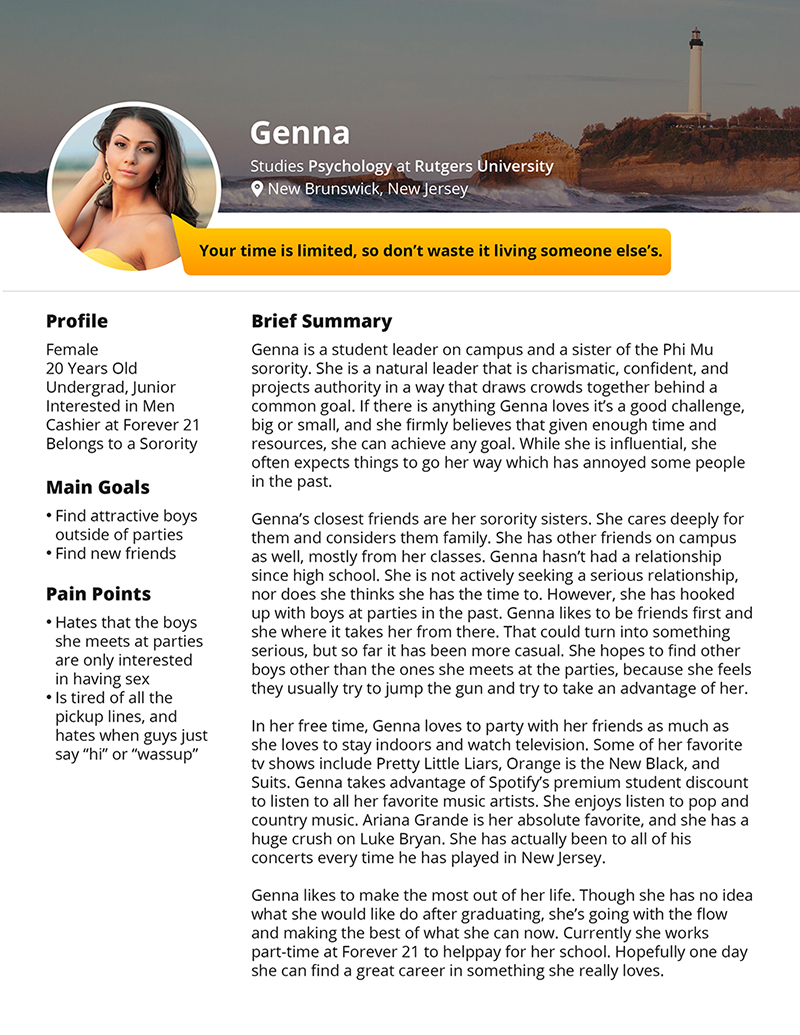 Genna
Studies Psychology at Rutgers University
New Brunswick, New Jersey
Your time is limited, so don’t waste it living someone else’s.
Profile
Female
20 Years Old
Undergrad, Junior
Interested in Men
Cashier at Forever 21
Belongs to a Sorority
Main Goals
• Find attractive boys
outside of parties
• Find new friends
Pain Points
• Hates that the boys
she meets at parties
are only interested
in having sex
• Is tired of all the
pickup lines, and
hates when guys just
say “hi” or “wassup”
Brief Summary
Genna is a student leader on campus and a sister of the Phi Mu
sorority. She is a natural leader that is charismatic, confident, and
projects authority in a way that draws crowds together behind a
common goal. If there is anything Genna loves it’s a good challenge,
big or small, and she firmly believes that given enough time and
resources, she can achieve any goal. While she is influential, she
often expects things to go her way which has annoyed some people
in the past.
Genna’s closest friends are her sorority sisters. She cares deeply for
them and considers them family. She has other friends on campus
as well, mostly from her classes. Genna hasn’t had a relationship
since high school. She is not actively seeking a serious relationship,
nor does she thinks she has the time to. However, she has hooked
up with boys at parties in the past. Genna likes to be friends first and
she where it takes her from there. That could turn into something
serious, but so far it has been more casual. She hopes to find other
boys other than the ones she meets at the parties, because she feels
they usually try to jump the gun and try to take an advantage of her.
In her free time, Genna loves to party with her friends as much as
she loves to stay indoors and watch television. Some of her favorite
tv shows include Pretty Little Liars, Orange is the New Black, and
Suits. Genna takes advantage of Spotify’s premium student discount
to listen to all her favorite music artists. She enjoys listen to pop and
country music. Ariana Grande is her absolute favorite, and she has a
huge crush on Luke Bryan. She has actually been to all of his
concerts every time he has played in New Jersey.
Genna likes to make the most out of her life. Though she has no idea
what she would like do after graduating, she’s going with the flow
and making the best of what she can now. Currently she works
part-time at Forever 21 to helppay for her school. Hopefully one day
she can find a great career in something she really loves.